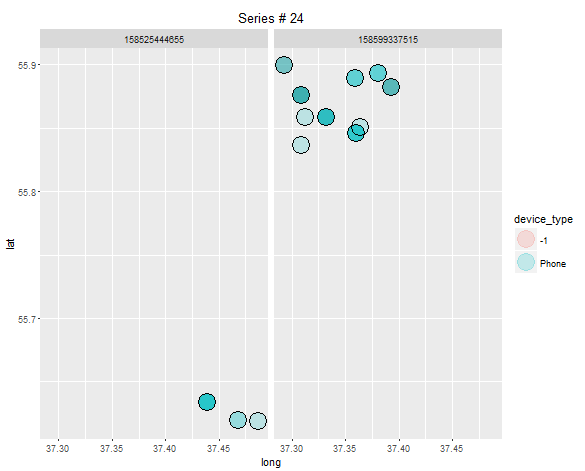 Series # 24
158525444655 158599337515
55.9
55.8
55.7
lat
37.30 37.35 37.40 37.45 37.30 37.35 37.40 37.45
long
device_type
-1
Phone